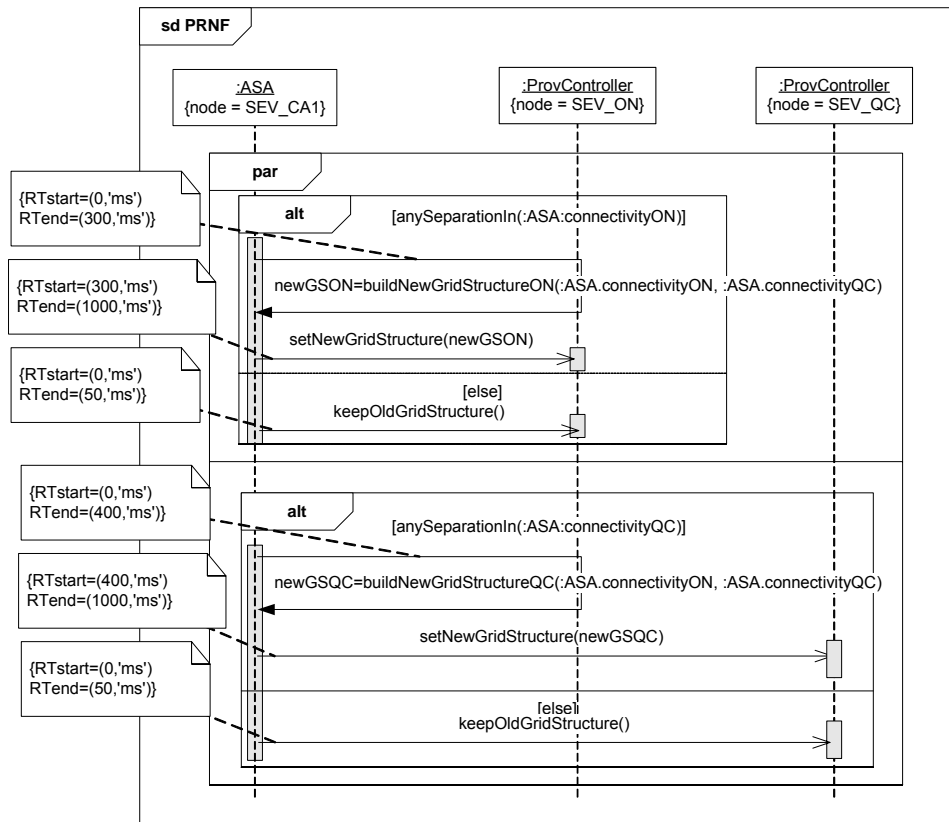 sd PRNF
:ASA
{node = SEV_CA1}
:ProvController
{node = SEV_ON}
:ProvController
{node = SEV_QC}
par
{RTstart=(0,'ms')
RTend=(300,'ms')}
alt
[anySeparationIn(:ASA:connectivityON)]
{RTstart=(300,'ms')
RTend=(1000,'ms')}
newGSON=buildNewGridStructureON(:ASA.connectivityON, :ASA.connectivityQC)
setNewGridStructure(newGSON)
{RTstart=(0,'ms')
RTend=(50,'ms')}
[else]
keepOldGridStructure()
{RTstart=(0,'ms')
RTend=(400,'ms')}
alt
[anySeparationIn(:ASA:connectivityQC)]
{RTstart=(400,'ms')
RTend=(1000,'ms')}
newGSQC=buildNewGridStructureQC(:ASA.connectivityON, :ASA.connectivityQC)
setNewGridStructure(newGSQC)
{RTstart=(0,'ms')
RTend=(50,'ms')}
[else]
keepOldGridStructure()